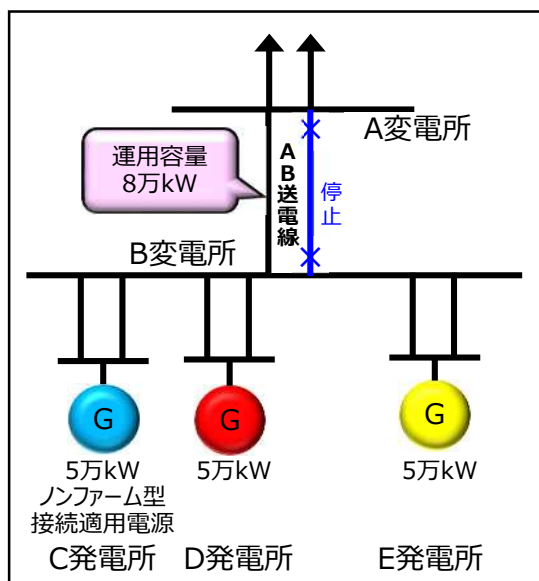 A変電所
運用容量
8万kW
AB送電線
停止
B変電所
G
G
G
5万kW
ノンファーム型
接続適用電源
C発電所
5万kW
D発電所
5万kW
E発電所